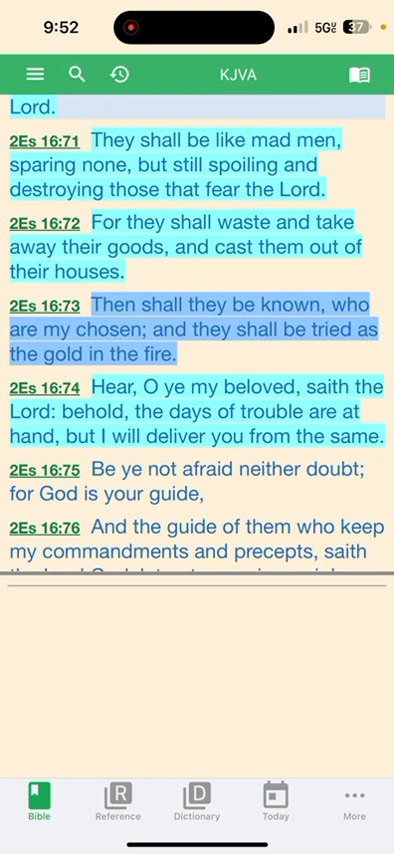 9:52
5G
37
KJVA
Lord.
2Es 16:71 They shall be like mad men,
sparing none, but still spoiling and
destroying those that fear the Lord.
2Es 16:72 For they shall waste and take
away their goods, and cast them out of
their houses.
2Es 16:73 Then shall they be known, who
are my chosen; and they shall be tried as
the gold in the fire.
2Es 16:74 Hear, O ye my beloved, saith the
Lord: behold, the days of trouble are at
hand, but I will deliver you from the same.
2Es 16:75 Be ye not afraid neither doubt;
for God is your guide,
2Es 16:76 And the guide of them who keep
my commandments and precepts, saith
R
D
Bible
Reference
Dictionary
Today
More